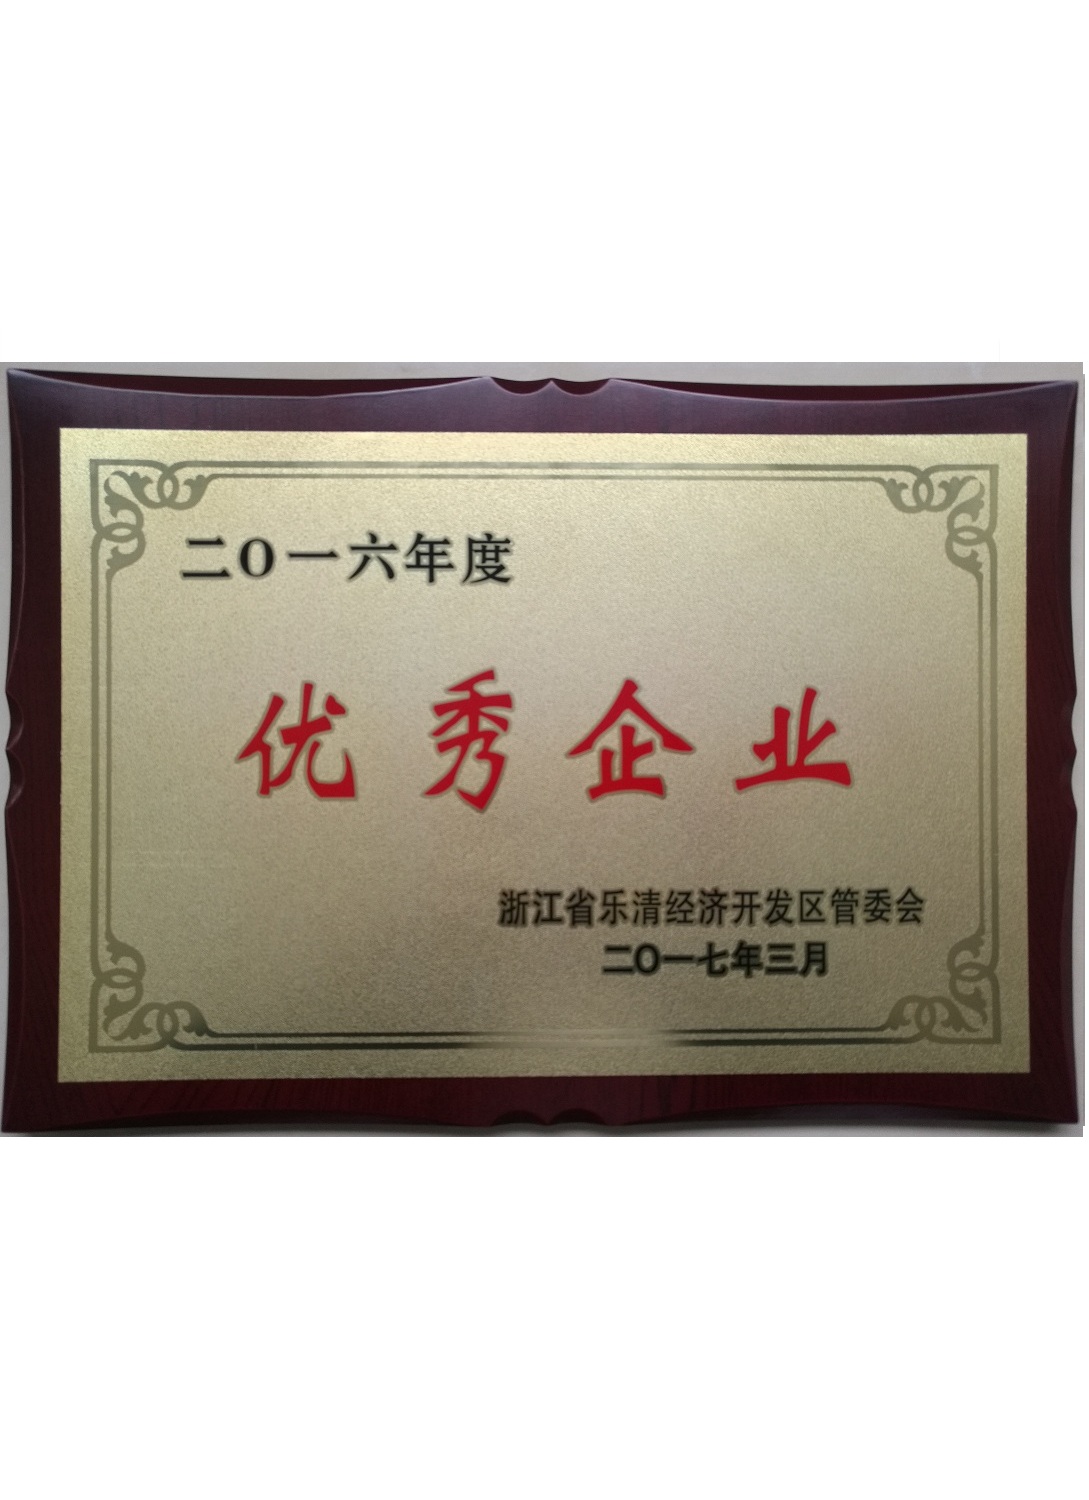 二O一六年度
优秀企业
浙江省乐清经济开发区管委会
二O一七年三月